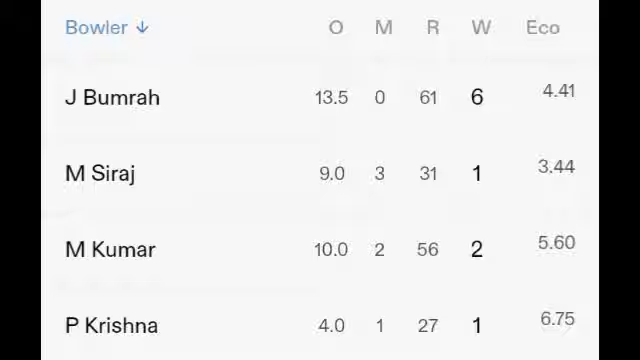 Bowler ↓ O M R W Eco
J Bumrah 13.5 0 61 6 4.41
M Siraj 9.0 3 31 1 3.44
M Kumar 10.0 2 56 2 5.60
P Krishna 4.0 1 27 1 6.75